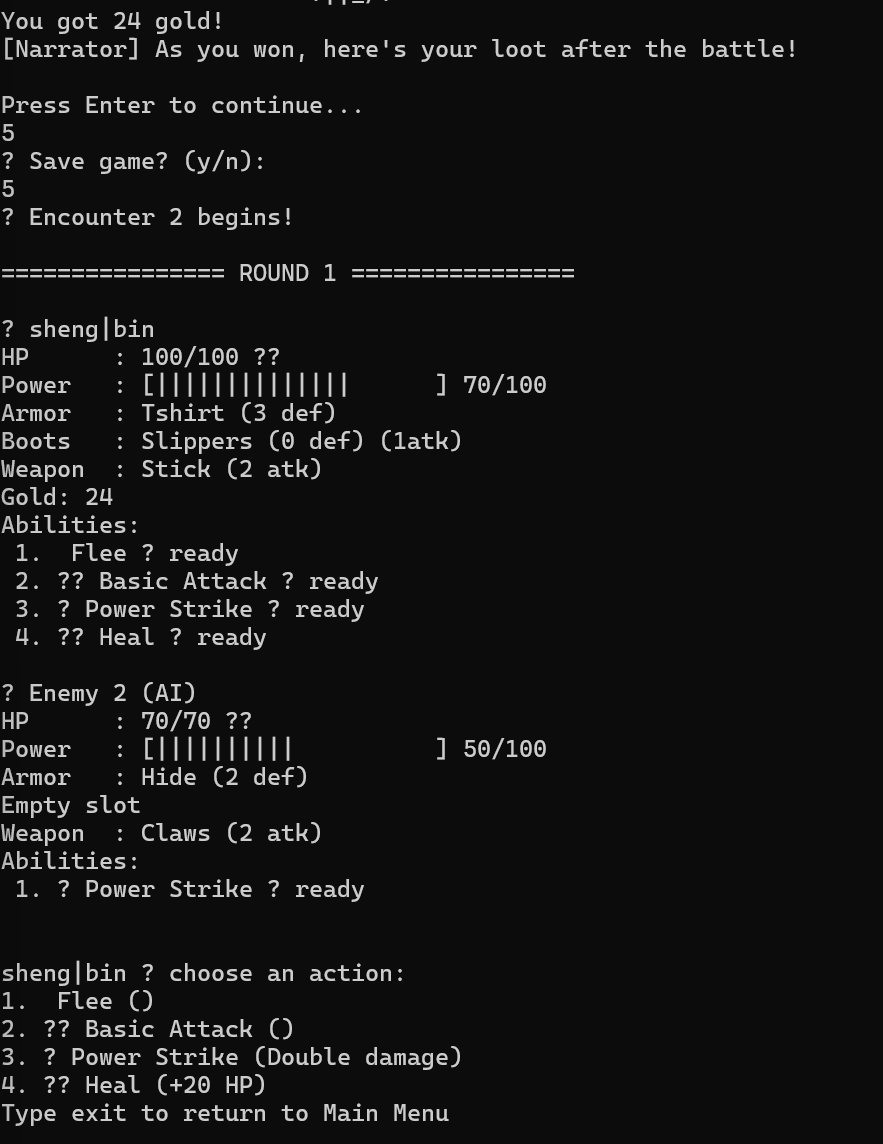 You got 24 gold!
[Narrator] As you won, here's your loot after the battle!
Press Enter to continue...
5
? Save game? (y/n):
5
? Encounter 2 begins!
================ ROUND 1 ================
? sheng|bin
HP      : 100/100 ??
Power   : [||||||||||||||      ] 70/100
Armor   : Tshirt (3 def)
Boots   : Slippers (0 def) (1atk)
Weapon  : Stick (2 atk)
Gold: 24
Abilities:
 1.  Flee ? ready
 2. ?? Basic Attack ? ready
 3. ? Power Strike ? ready
 4. ?? Heal ? ready
? Enemy 2 (AI)
HP      : 70/70 ??
Power   : [||||||||||          ] 50/100
Armor   : Hide (2 def)
Empty slot
Weapon  : Claws (2 atk)
Abilities:
 1. ? Power Strike ? ready
sheng|bin ? choose an action:
1.  Flee ()
2. ?? Basic Attack ()
3. ? Power Strike (Double damage)
4. ?? Heal (+20 HP)
Type exit to return to Main Menu